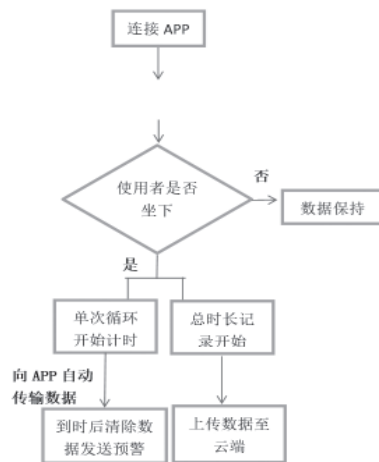 连接 APP
使用者是否
坐下
否
数据保持
是
单次循环
开始计时
总时长记
录开始
向 APP 自动
传输数据
到时后清除数
据发送预警
上传数据至
云端